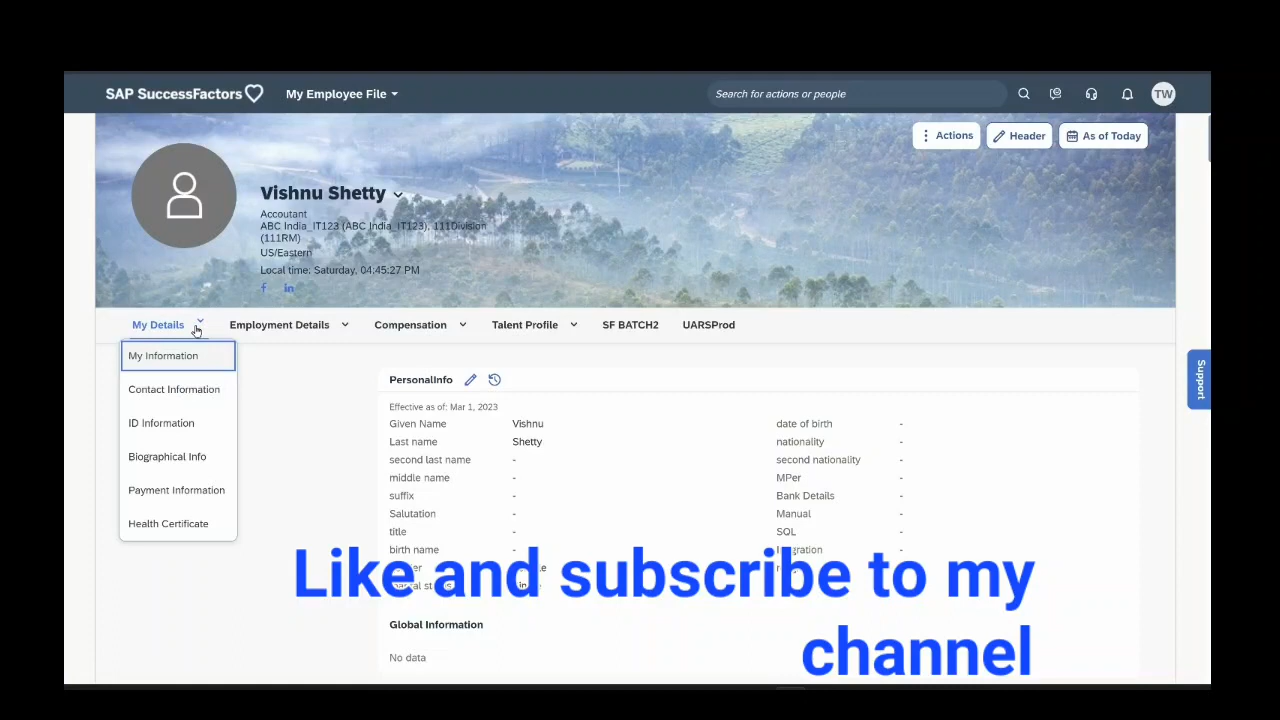 SAP SuccessFactors My Employee File Search for actions or people TW
Actions Header As of Today
Vishnu Shetty
Accoutant
ABC India_IT123 (ABC India_IT123), 111Division
(111RM)
US/Eastern
Local time: Saturday, 04:45:27 PM
f in
My Details Employment Details Compensation Talent Profile SF BATCH2 UARSProd
My Information
Contact Information
ID Information
Biographical Info
Payment Information
Health Certificate
PersonalInfo
Effective as of: Mar 1, 2023
Given Name Vishnu date of birth -
Last name Shetty nationality -
second last name - second nationality -
middle name - MPer -
suffix - Bank Details -
Salutation - Manual -
title - SQL -
birth name -
Global Information
No data
Support
Like and subscribe to my
channel